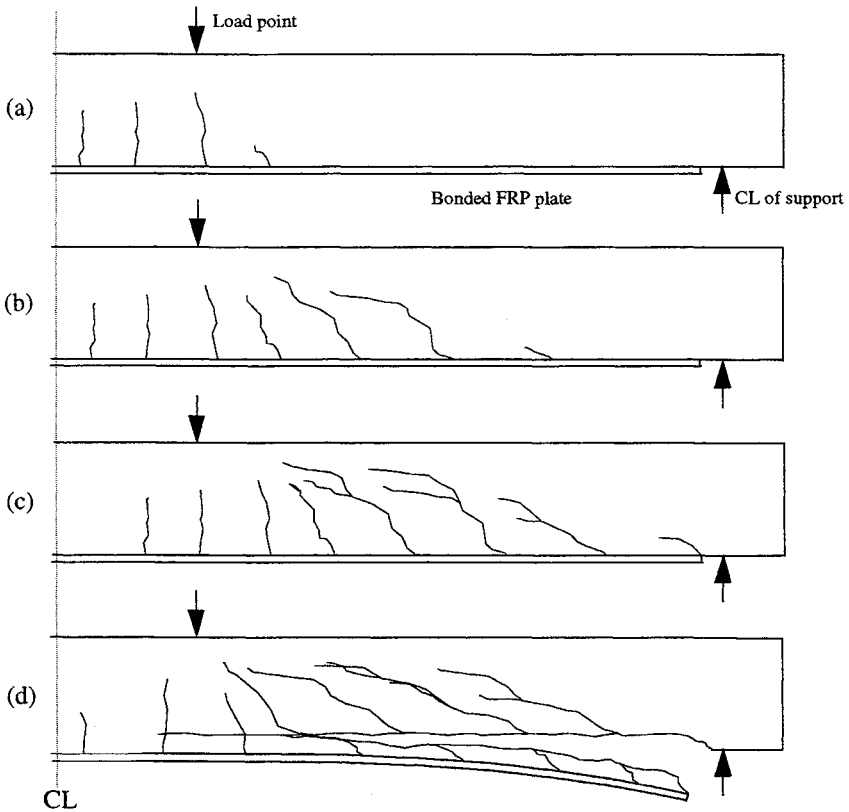 Load point
(a)
Bonded FRP plate
CL of support
(b)
(c)
(d)
CL